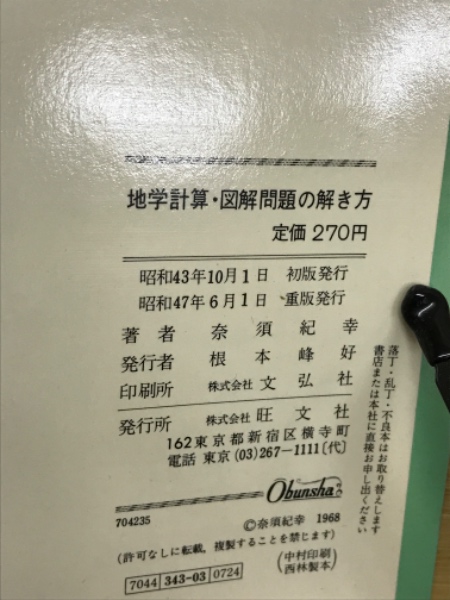 地学計算・図解問題の解き方
定価 270円
昭和43年10月1日 初版発行
昭和47年6月1日 重版発行
著者 奈須紀幸
発行者 根本峰好
印刷所 株式会社 文弘社
発行所 株式会社 旺文社
162東京都新宿区横寺町
電話 東京(03)267-1111〔代〕
落丁・乱丁・不良本はお取り替えします
書店または本社に直接お申し出ください
Obunsha
704235
©奈須紀幸 1968
(許可なしに転載,複製することを禁じます)
7044 343-03 0724
(中村印刷
西林製本)